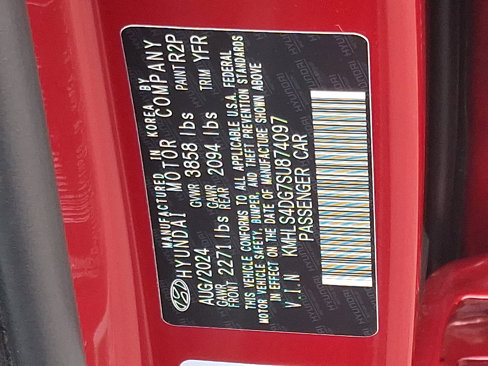 MANUFACTURED IN KOREA BY
HYUNDAI MOTOR COMPANY
AUG/2024 GVWR 3858 lbs PAINT R2P
GAWR FRONT 2271 lbs GAWR REAR 2094 lbs TRIM YFR
THIS VEHICLE CONFORMS TO ALL APPLICABLE U.S.A. FEDERAL
MOTOR VEHICLE SAFETY, BUMPER, AND THEFT PREVENTION STANDARDS
IN EFFECT ON THE DATE OF MANUFACTURE SHOWN ABOVE
V.I.N KMHLS4DG7SU874097
PASSENGER CAR